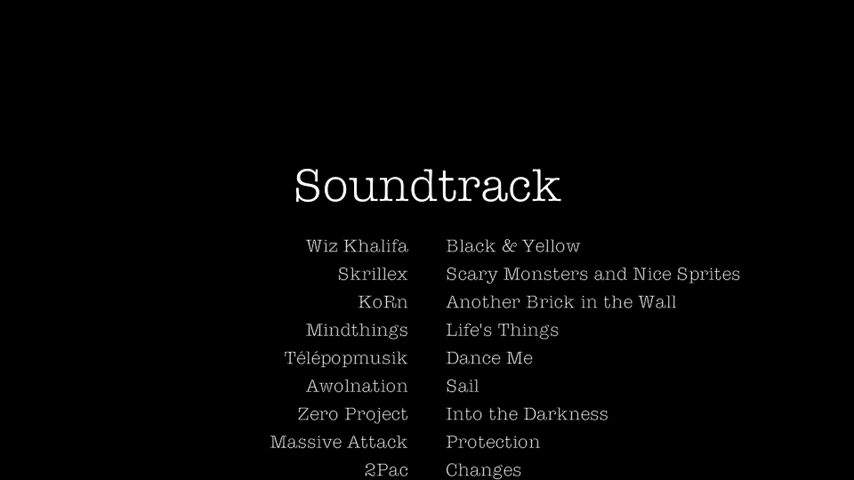 Soundtrack
Wiz Khalifa Black & Yellow
Skrillex Scary Monsters and Nice Sprites
KoRn Another Brick in the Wall
Mindthings Life's Things
Télépopmusik Dance Me
Awolnation Sail
Zero Project Into the Darkness
Massive Attack Protection
2Pac Changes